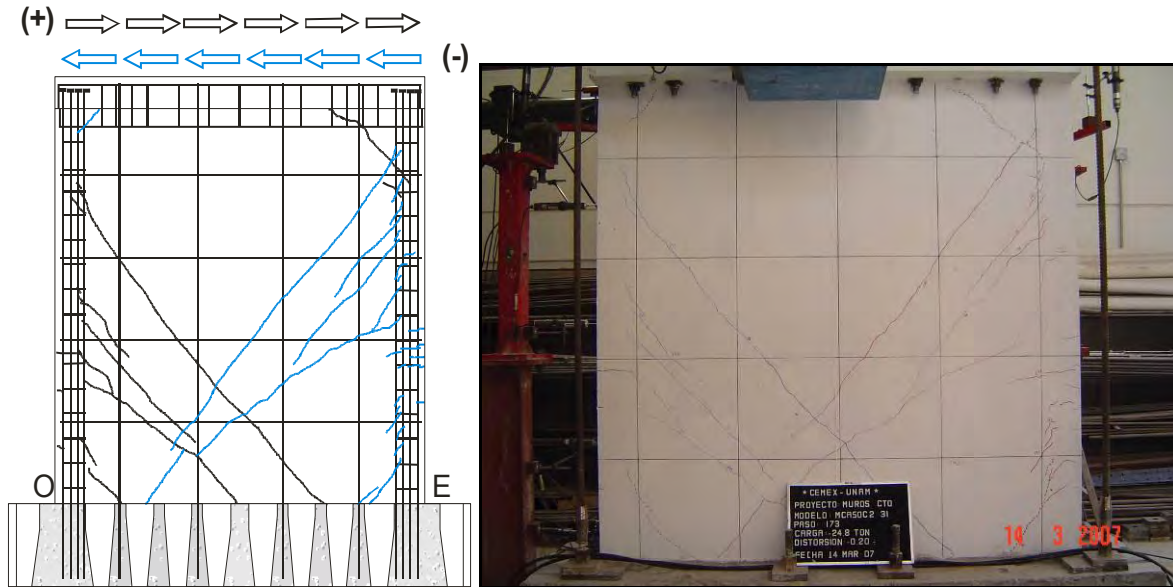 (+)
(-)
O
E
* CEMEX-UNAM *
PROYECTO MUROS CTO
MODELO: MCASOC2 31
PASO: 173
CARGA -24.8 TON
DISTORSION -0.20
FECHA 14 MAR 07
14 3 2007